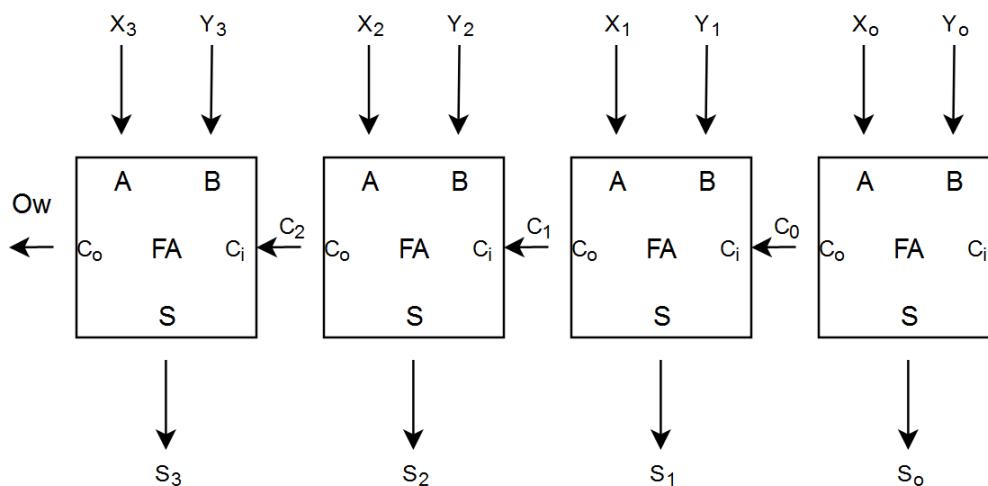 X₃ Y₃ X₂ Y₂ X₁ Y₁ Xₒ Yₒ
A B A B A B A B
Ow
C₂ C₁ C₀
Cₒ FA Cᵢ Cₒ FA Cᵢ Cₒ FA Cᵢ Cₒ FA Cᵢ
S S S S
S₃ S₂ S₁ Sₒ